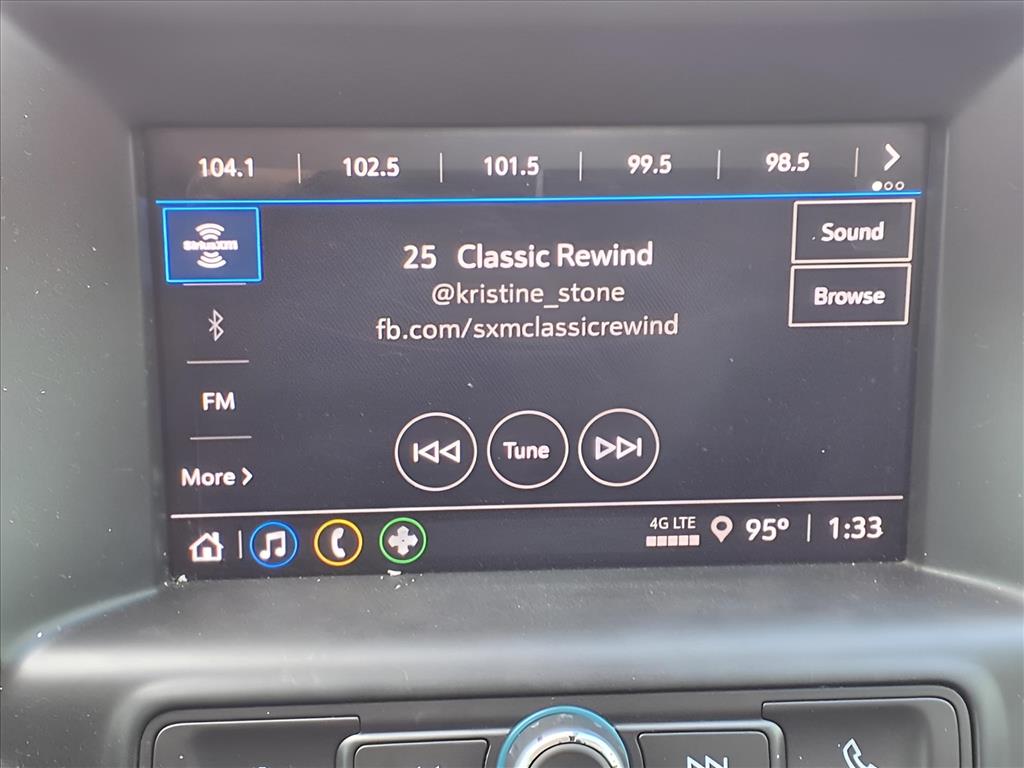 104.1 | 102.5 | 101.5 | 99.5 | 98.5
SiriusXM
25 Classic Rewind
@kristine_stone
fb.com/sxmclassicrewind
Sound
Browse
FM
More
Tune
4G LTE
95° | 1:33